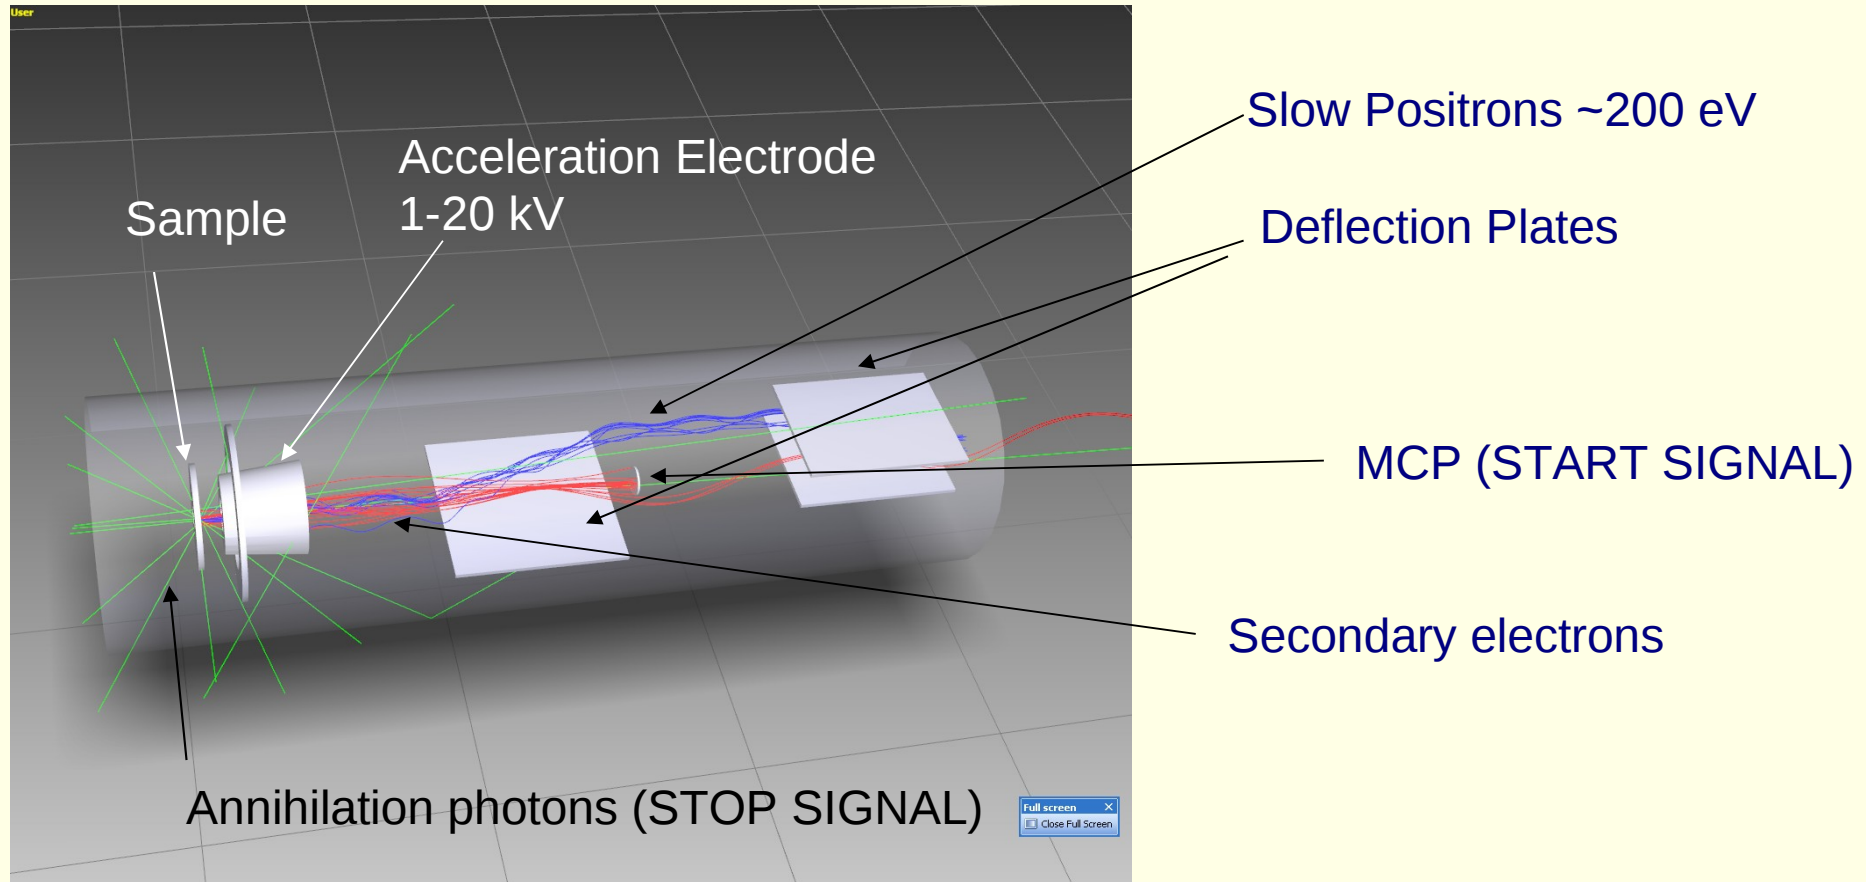 User
Slow Positrons ~200 eV
Acceleration Electrode
1-20 kV
Sample
Deflection Plates
MCP (START SIGNAL)
Secondary electrons
Annihilation photons (STOP SIGNAL)
Full screen
Close Full Screen